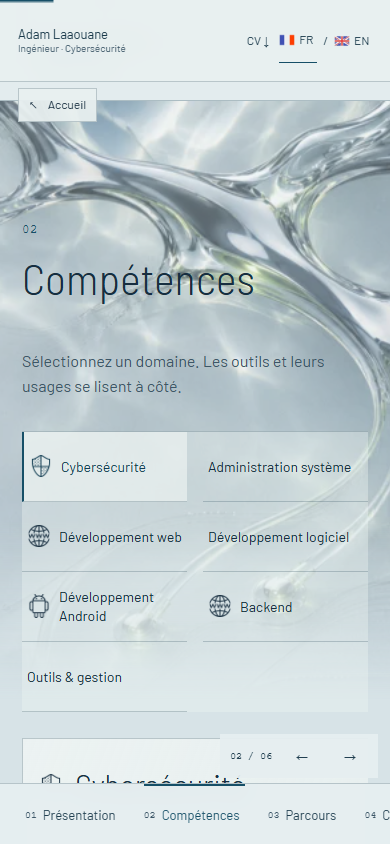 Adam Laaouane
Ingénieur · Cybersécurité
CV ↓ FR / EN
↖ Accueil
02
Compétences
Sélectionnez un domaine. Les outils et leurs
usages se lisent à côté.
Cybersécurité
Administration système
Développement web
Développement logiciel
Développement
Android
Backend
Outils & gestion
Cybersécurité
02 / 06 ← →
01 Présentation 02 Compétences 03 Parcours 04 C